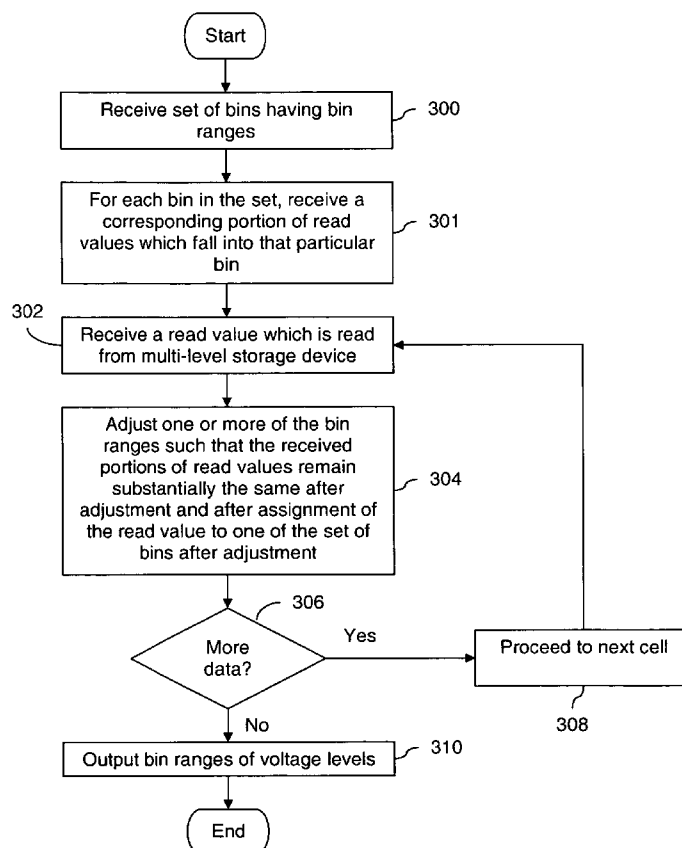 Start
Receive set of bins having bin
ranges
300
For each bin in the set, receive a
corresponding portion of read
values which fall into that particular
bin
301
302
Receive a read value which is read
from multi-level storage device
Adjust one or more of the bin
ranges such that the received
portions of read values remain
substantially the same after
adjustment and after assignment of
the read value to one of the set of
bins after adjustment
304
306
More
data?
Yes
Proceed to next cell
308
No
Output bin ranges of voltage levels
310
End